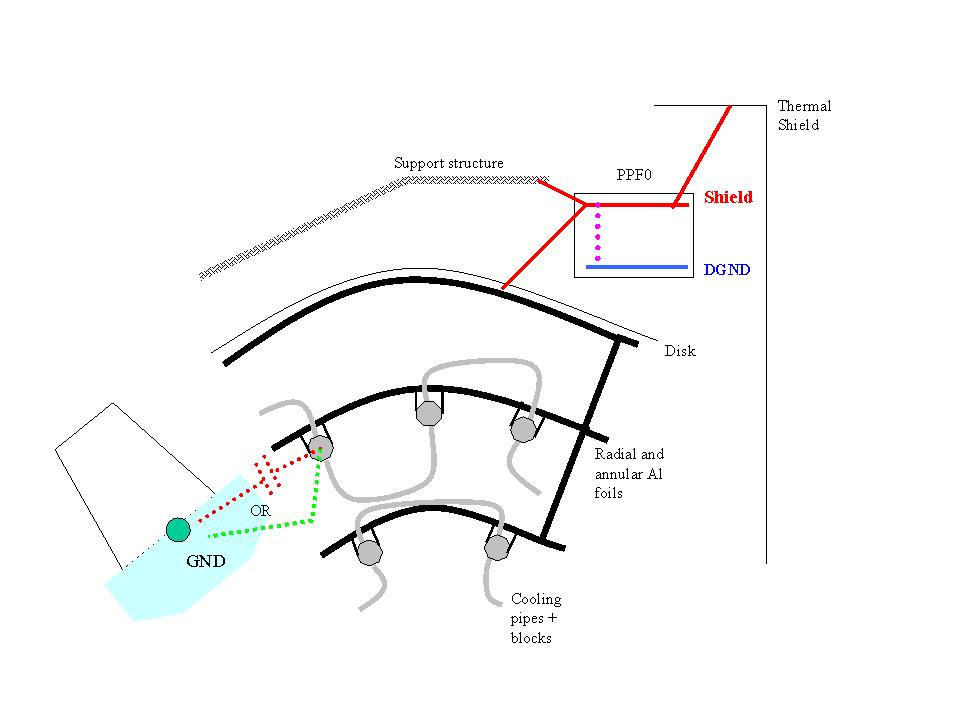 Thermal
Shield
Support structure
PPF0
Shield
DGND
Disk
Radial and
annular Al
foils
OR
GND
Cooling
pipes +
blocks